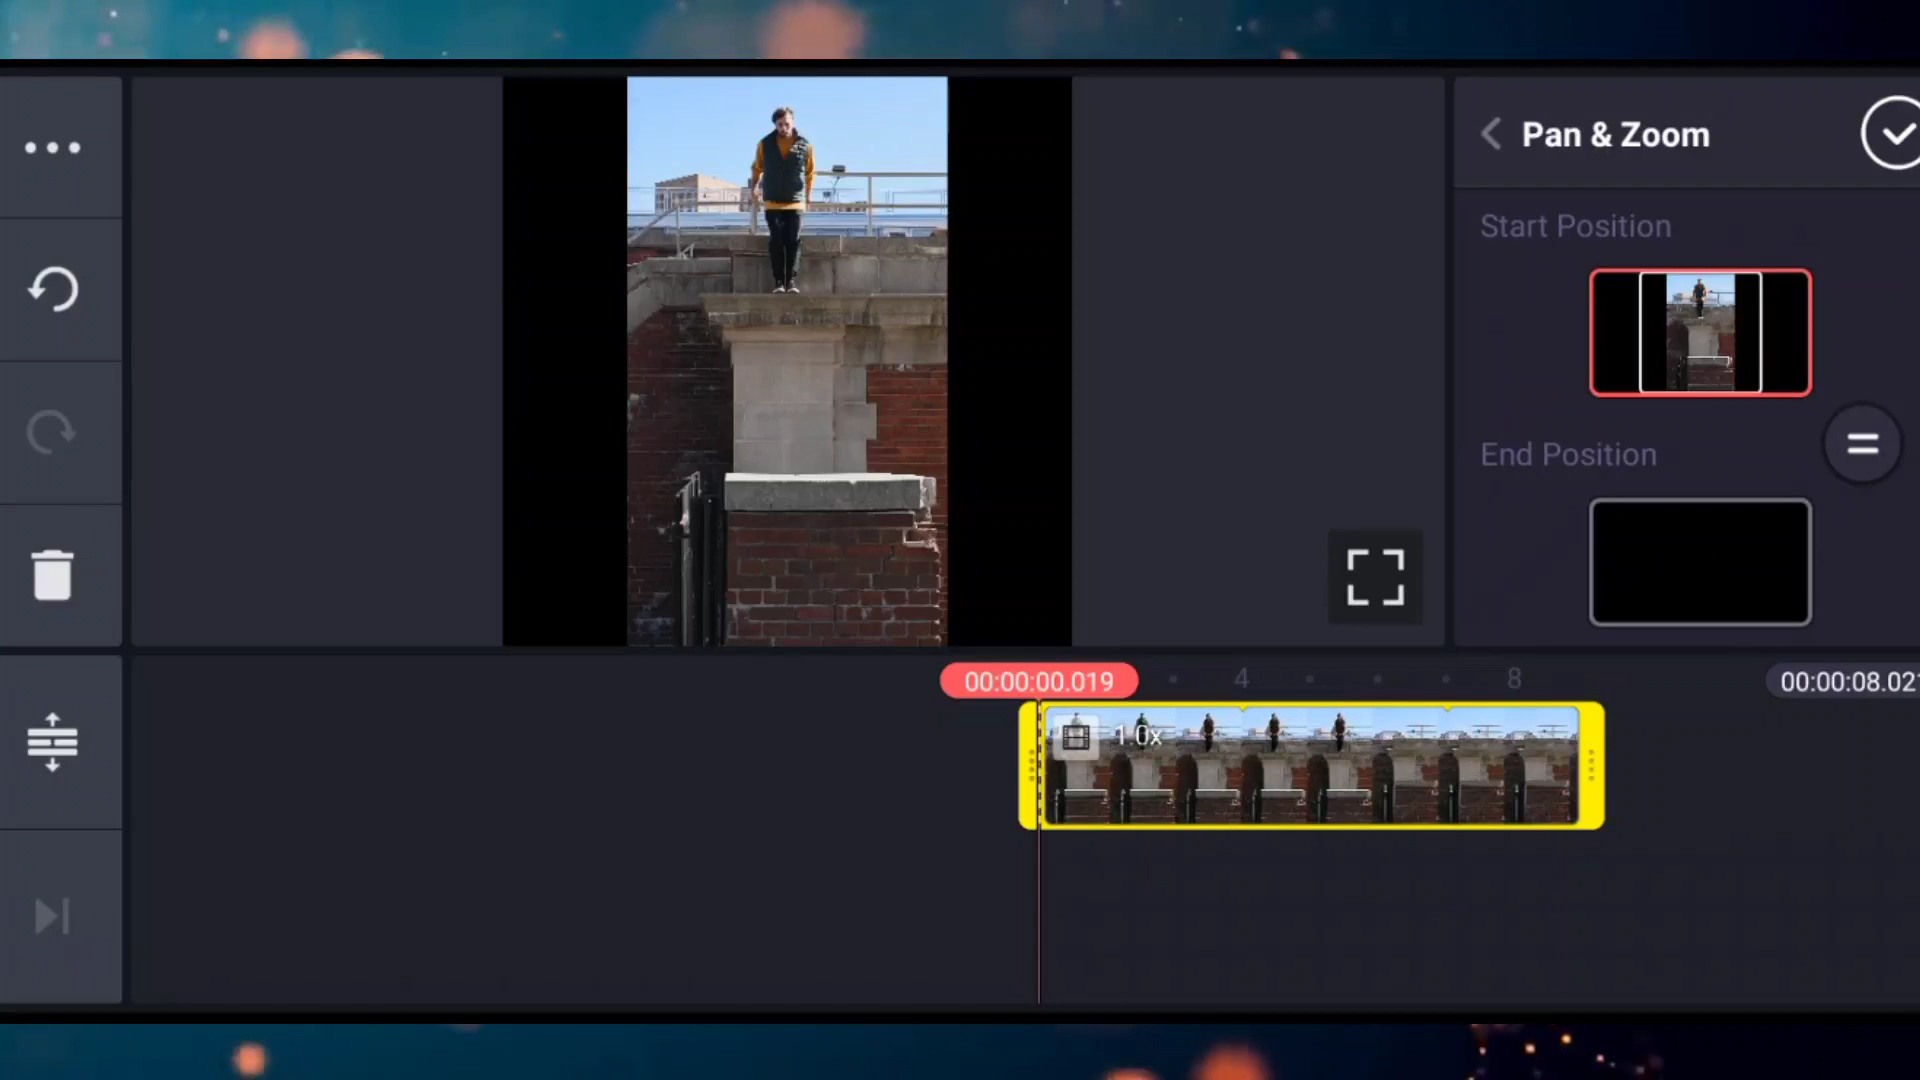 Pan & Zoom
Start Position
End Position
00:00:00.019
4
8
00:00:08.02
1.0x